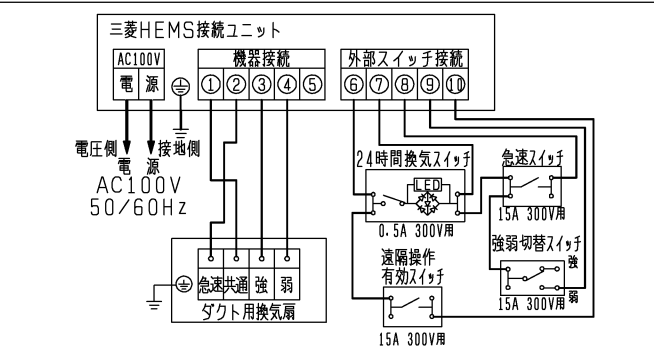 三菱HEMS接続ユニット
AC100V
電 源
機器接続
① ② ③ ④ ⑤
外部スイッチ接続
⑥ ⑦ ⑧ ⑨ ⑩
電圧側 接地側
電 源
AC100V
50/60Hz
24時間換気スイッチ
LED
0.5A 300V用
急速スイッチ
15A 300V用
強弱切替スイッチ
強
弱
15A 300V用
遠隔操作
有効スイッチ
15A 300V用
急速 共通 強 弱
ダクト用換気扇